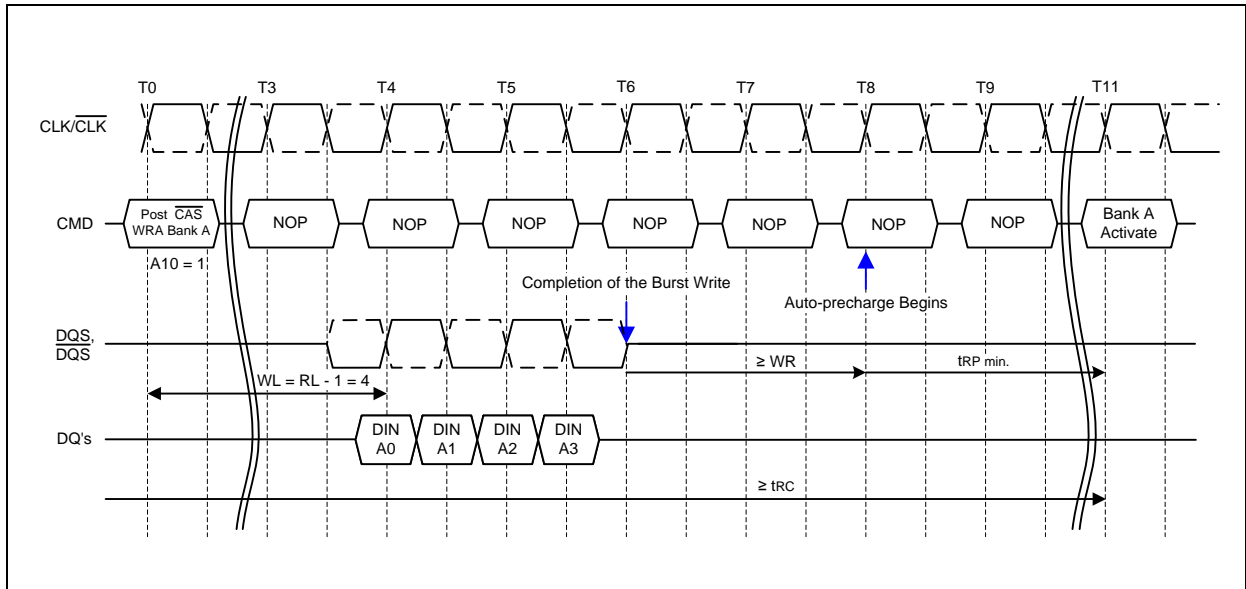 T0 T3 T4 T5 T6 T7 T8 T9 T11
CLK/CLK
CMD
Post CAS
WRA Bank A
NOP NOP NOP NOP NOP NOP NOP
Bank A
Activate
A10 = 1
Completion of the Burst Write
Auto-precharge Begins
DQS,
DQS
≥ WR
tRP min.
WL = RL - 1 = 4
DQ's
DIN
A0
DIN
A1
DIN
A2
DIN
A3
≥ tRC